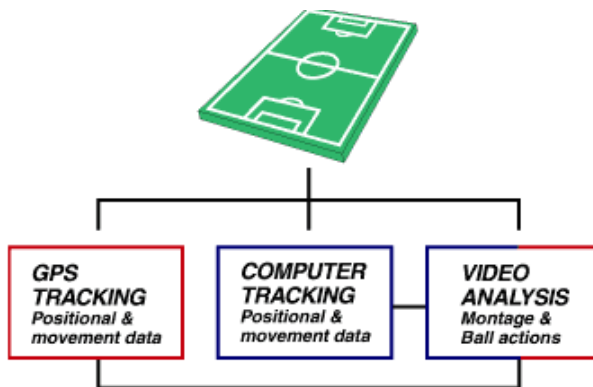 GPS
TRACKING
Positional &
movement data
COMPUTER
TRACKING
Positional &
movement data
VIDEO
ANALYSIS
Montage &
Ball actions